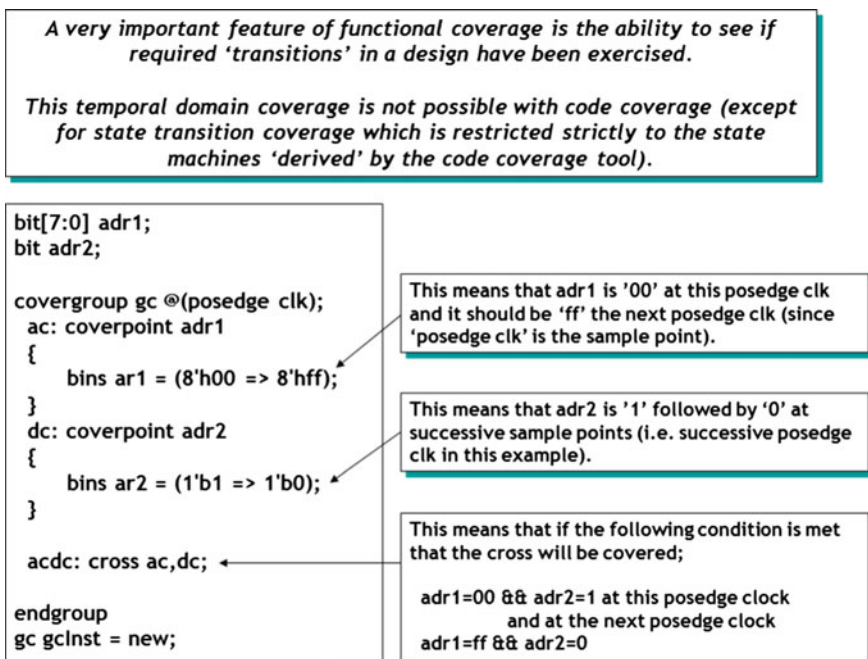 A very important feature of functional coverage is the ability to see if
required ‘transitions’ in a design have been exercised.
This temporal domain coverage is not possible with code coverage (except
for state transition coverage which is restricted strictly to the state
machines ‘derived’ by the code coverage tool).
bit[7:0] adr1;
bit adr2;
covergroup gc @(posedge clk);
ac: coverpoint adr1
{
bins ar1 = (8'h00 => 8'hff);
}
dc: coverpoint adr2
{
bins ar2 = (1'b1 => 1'b0);
}
acdc: cross ac,dc;
endgroup
gc gcInst = new;
This means that adr1 is ’00’ at this posedge clk
and it should be ‘ff’ the next posedge clk (since
‘posedge clk’ is the sample point).
This means that adr2 is ’1’ followed by ‘0’ at
successive sample points (i.e. successive posedge
clk in this example).
This means that if the following condition is met
that the cross will be covered;
adr1=00 && adr2=1 at this posedge clock
and at the next posedge clock
adr1=ff && adr2=0